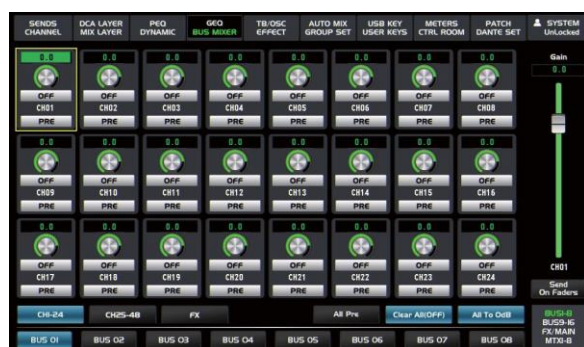 SENDS DCA LAYER PEQ GEQ TB/OSC AUTO MIX USB KEY METERS PATCH SYSTEM
CHANNEL MIX LAYER DYNAMIC BUS MIXER EFFECT GROUP SET USER KEYS CTRL ROOM DANTE SET UnLocked
Gain
0.0 0.0 0.0 0.0 0.0 0.0 0.0 0.0 0.0
OFF OFF OFF OFF OFF OFF OFF OFF
CH01 CH02 CH03 CH04 CH05 CH06 CH07 CH08
PRE PRE PRE PRE PRE PRE PRE PRE
0.0 0.0 0.0 0.0 0.0 0.0 0.0 0.0
OFF OFF OFF OFF OFF OFF OFF OFF
CH09 CH10 CH11 CH12 CH13 CH14 CH15 CH16
PRE PRE PRE PRE PRE PRE PRE PRE
0.0 0.0 0.0 0.0 0.0 0.0 0.0 0.0
OFF OFF OFF OFF OFF OFF OFF OFF
CH17 CH18 CH19 CH20 CH21 CH22 CH23 CH24 CH01
PRE PRE PRE PRE PRE PRE PRE PRE
Send
On Faders
CH1-24 CH25-48 FX All Pre Clear All(OFF) All To 0dB
BUS1-8
BUS9-16
FX/MAIN
MTX1-8
BUS 01 BUS 02 BUS 03 BUS 04 BUS 05 BUS 06 BUS 07 BUS 08